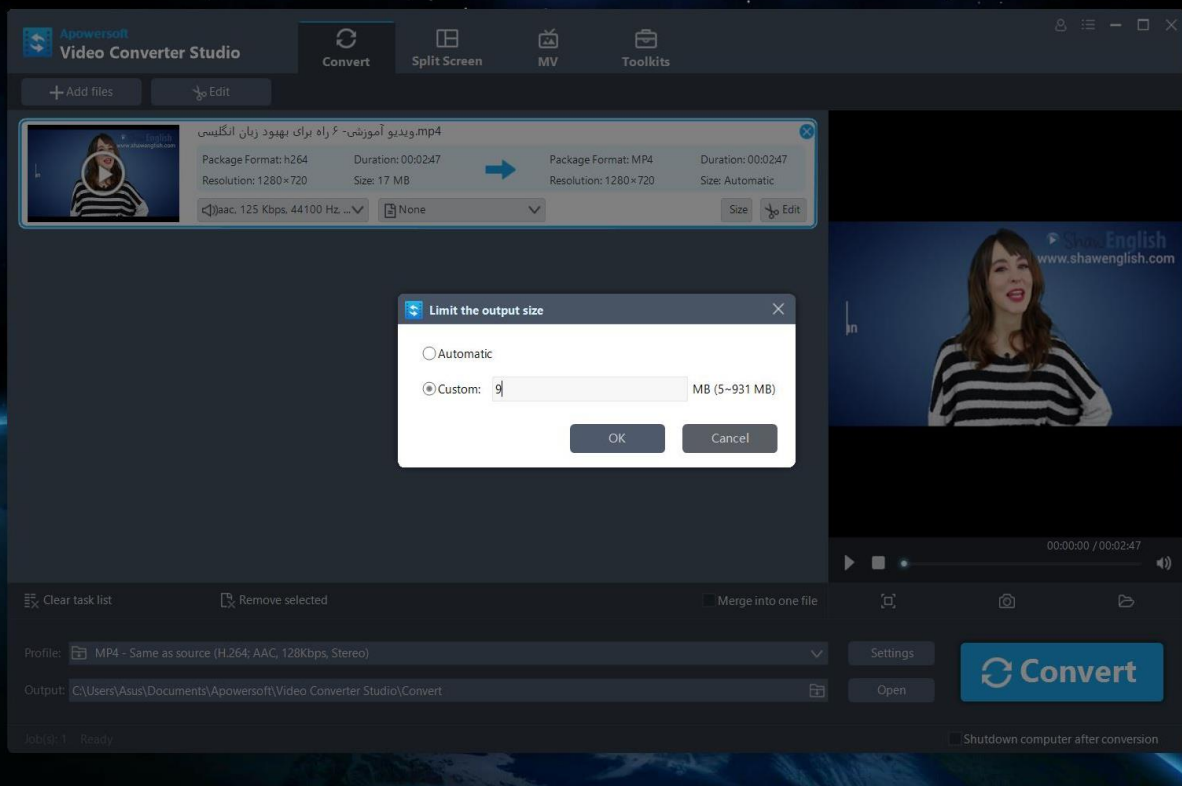 Apowersoft
Video Converter Studio
Convert
Split Screen
MV
Toolkits
Add files
Edit
ویدیو آموزشی- ۶ راه برای بهبود زبان انگلیسی.mp4
Package Format: h264
Duration: 00:02:47
Package Format: MP4
Duration: 00:02:47
Resolution: 1280×720
Size: 17 MB
Resolution: 1280×720
Size: Automatic
aac, 125 Kbps, 44100 Hz, ...
None
Size
Edit
Shaw English
www.shawenglish.com
Limit the output size
Automatic
Custom: 9 MB (5~931 MB)
OK
Cancel
00:00:00 / 00:02:47
Clear task list
Remove selected
Merge into one file
Profile: MP4 - Same as source (H.264; AAC, 128Kbps, Stereo)
Settings
Convert
Output: C:\Users\Asus\Documents\Apowersoft\Video Converter Studio\Convert
Open
Job(s): 1 Ready
Shutdown computer after conversion